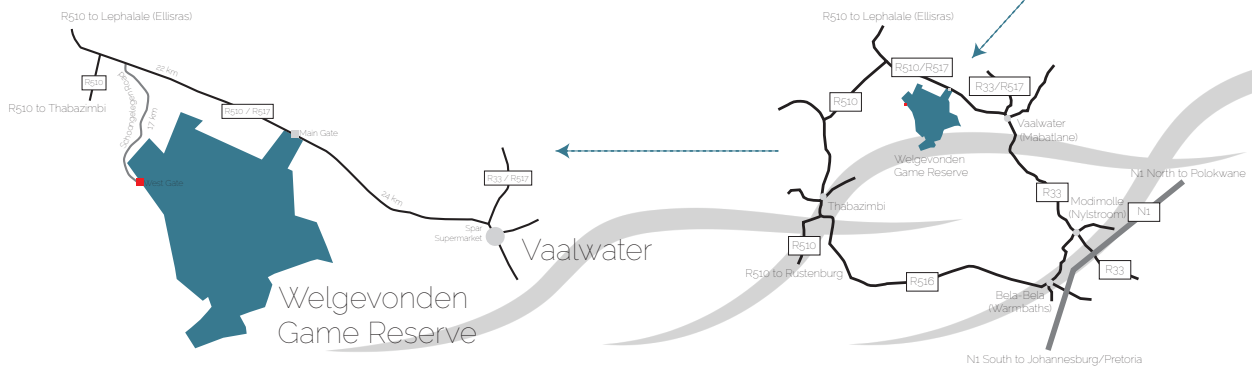 R510 to Lephalale (Ellisras)
22 km
R510
R510 to Thabazimbi
Schoongelegen Road
17 km
R510 / R517
Main Gate
West Gate
24 km
R33 / R517
Spar
Supermarket
Vaalwater
Welgevonden
Game Reserve
R510 to Lephalale (Ellisras)
R510/R517
R33/R517
R510
Vaalwater
(Mabatlane)
Welgevonden
Game Reserve
N1 North to Polokwane
R33
Modimolle
(Nylstroom)
N1
Thabazimbi
R510
R510 to Rustenburg
R516
R33
Bela-Bela
(Warmbaths)
N1 South to Johannesburg/Pretoria